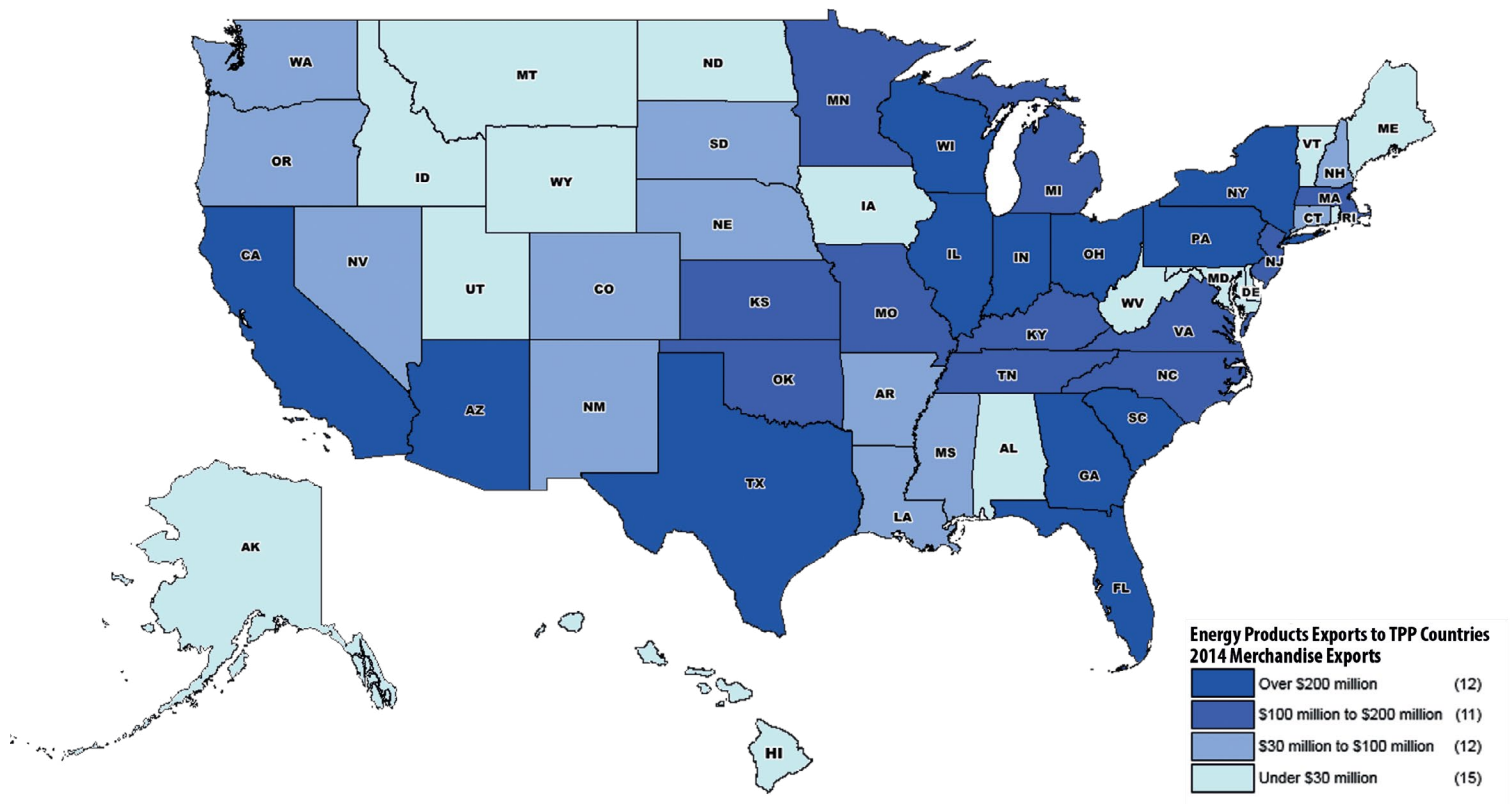 WA
MT
ND
MN
ME
OR
ID
WY
SD
WI
MI
VT
NH
NY
MA
CT
RI
IA
NE
CA
NV
UT
CO
IL
IN
OH
PA
NJ
MD
DE
WV
KS
MO
KY
VA
AZ
NM
OK
AR
TN
NC
SC
MS
AL
GA
TX
LA
AK
FL
HI
Energy Products Exports to TPP Countries
2014 Merchandise Exports
Over $200 million (12)
$100 million to $200 million (11)
$30 million to $100 million (12)
Under $30 million (15)